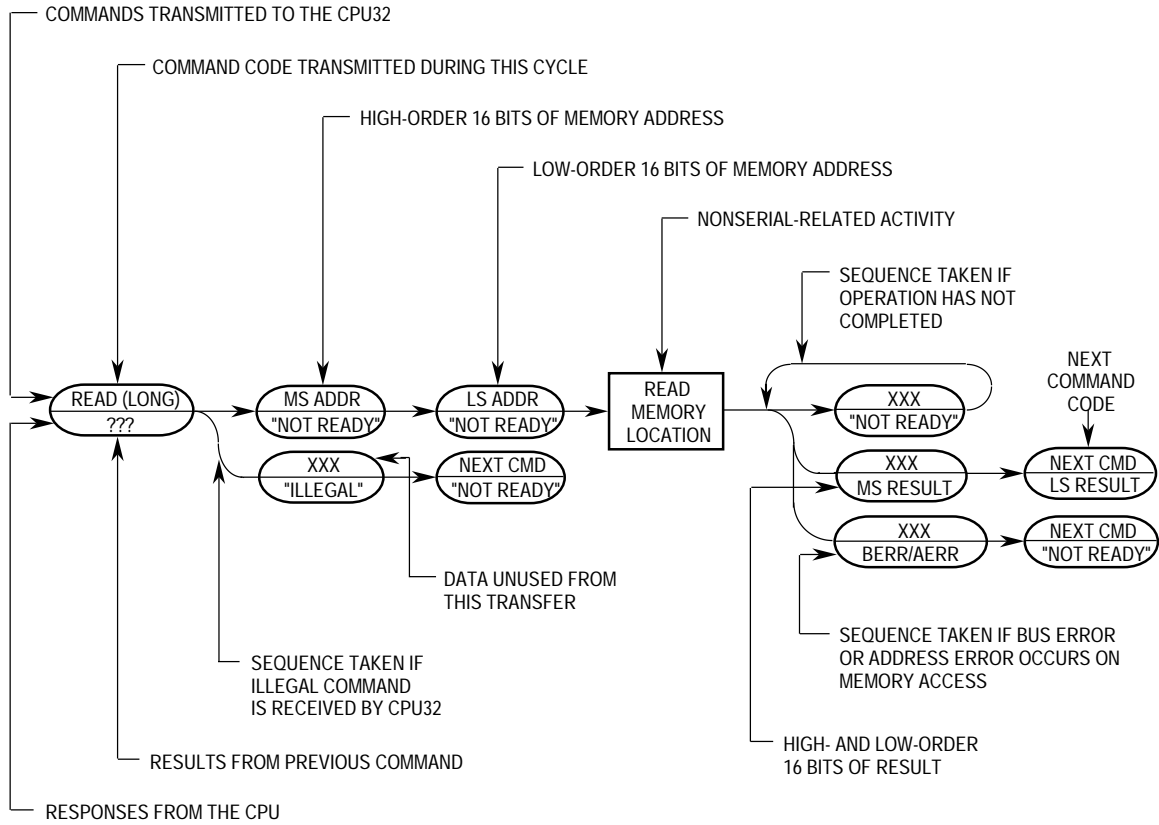 COMMANDS TRANSMITTED TO THE CPU32
COMMAND CODE TRANSMITTED DURING THIS CYCLE
HIGH-ORDER 16 BITS OF MEMORY ADDRESS
LOW-ORDER 16 BITS OF MEMORY ADDRESS
NONSERIAL-RELATED ACTIVITY
SEQUENCE TAKEN IF
OPERATION HAS NOT
COMPLETED
NEXT
COMMAND
CODE
READ (LONG)
???
MS ADDR
"NOT READY"
LS ADDR
"NOT READY"
READ
MEMORY
LOCATION
XXX
"NOT READY"
XXX
"ILLEGAL"
NEXT CMD
"NOT READY"
XXX
MS RESULT
NEXT CMD
LS RESULT
XXX
BERR/AERR
NEXT CMD
"NOT READY"
DATA UNUSED FROM
THIS TRANSFER
SEQUENCE TAKEN IF BUS ERROR
OR ADDRESS ERROR OCCURS ON
MEMORY ACCESS
SEQUENCE TAKEN IF
ILLEGAL COMMAND
IS RECEIVED BY CPU32
HIGH- AND LOW-ORDER
16 BITS OF RESULT
RESULTS FROM PREVIOUS COMMAND
RESPONSES FROM THE CPU